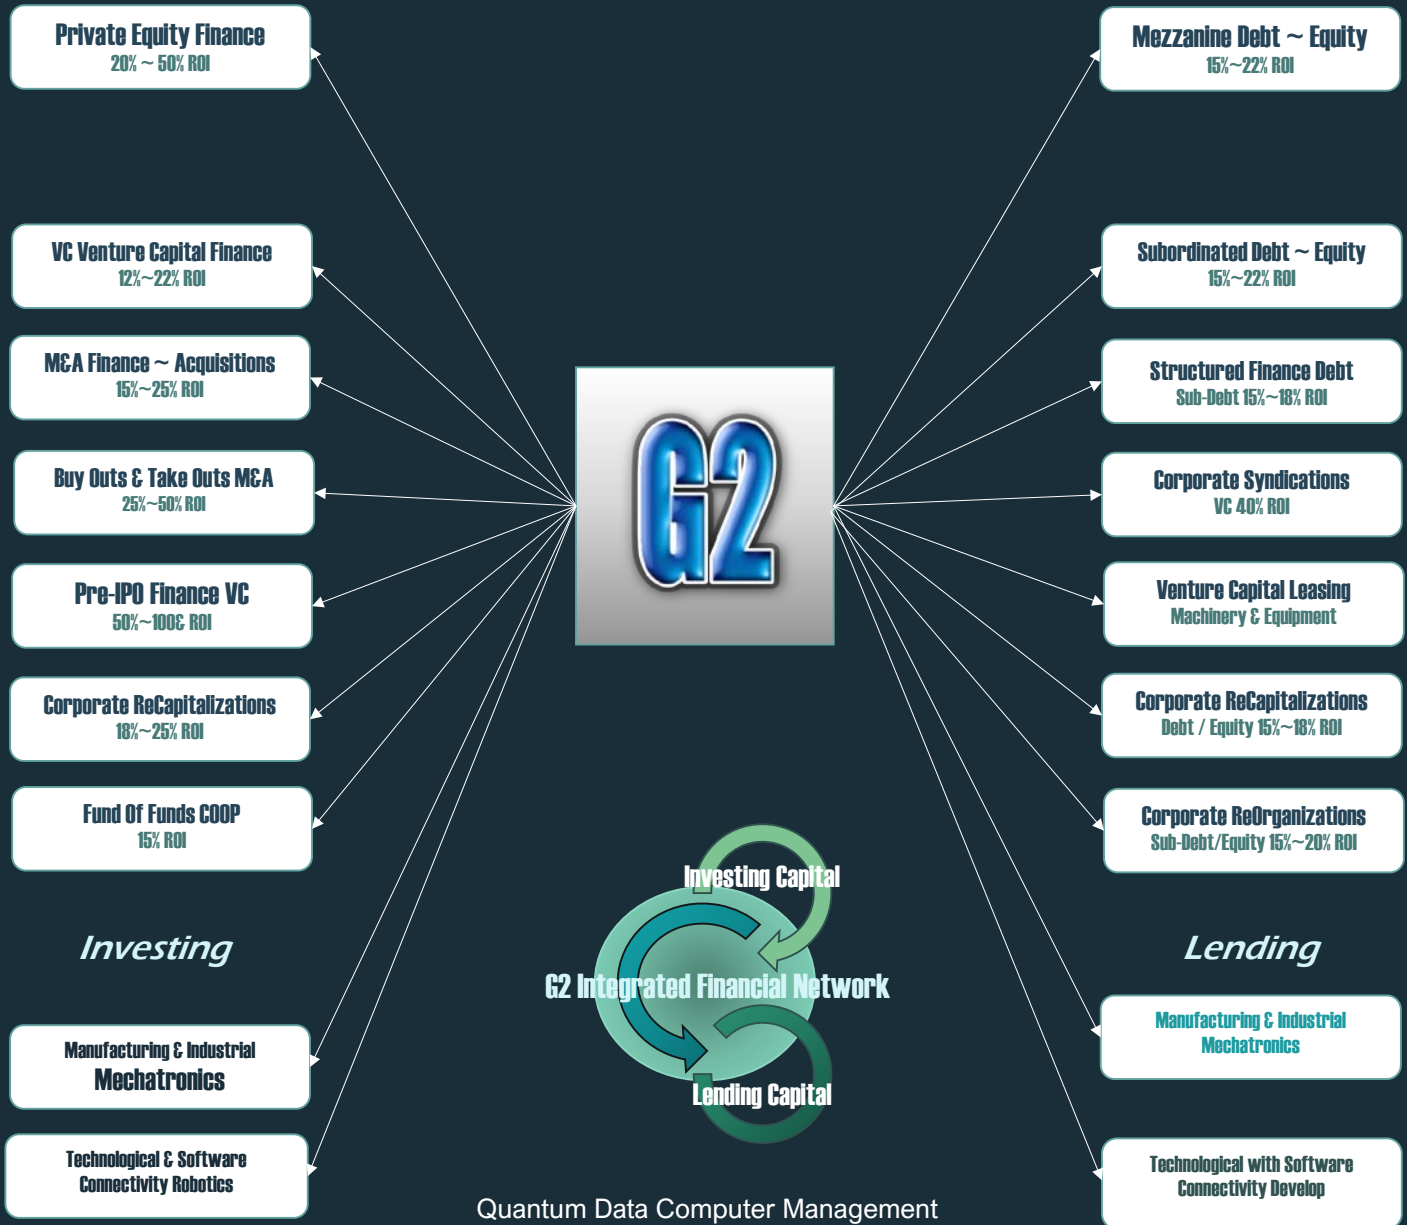 Private Equity Finance
20% ~ 50% ROI
VC Venture Capital Finance
12%~22% ROI
M&A Finance ~ Acquisitions
15%~25% ROI
Buy Outs & Take Outs M&A
25%~50% ROI
Pre-IPO Finance VC
50%~100& ROI
Corporate ReCapitalizations
18%~25% ROI
Fund Of Funds COOP
15% ROI
Investing
Manufacturing & Industrial
Mechatronics
Technological & Software
Connectivity Robotics
G2
Investing Capital
G2 Integrated Financial Network
Lending Capital
Quantum Data Computer Management
Mezzanine Debt ~ Equity
15%~22% ROI
Subordinated Debt ~ Equity
15%~22% ROI
Structured Finance Debt
Sub-Debt 15%~18% ROI
Corporate Syndications
VC 40% ROI
Venture Capital Leasing
Machinery & Equipment
Corporate ReCapitalizations
Debt / Equity 15%~18% ROI
Corporate ReOrganizations
Sub-Debt/Equity 15%~20% ROI
Lending
Manufacturing & Industrial
Mechatronics
Technological with Software
Connectivity Develop